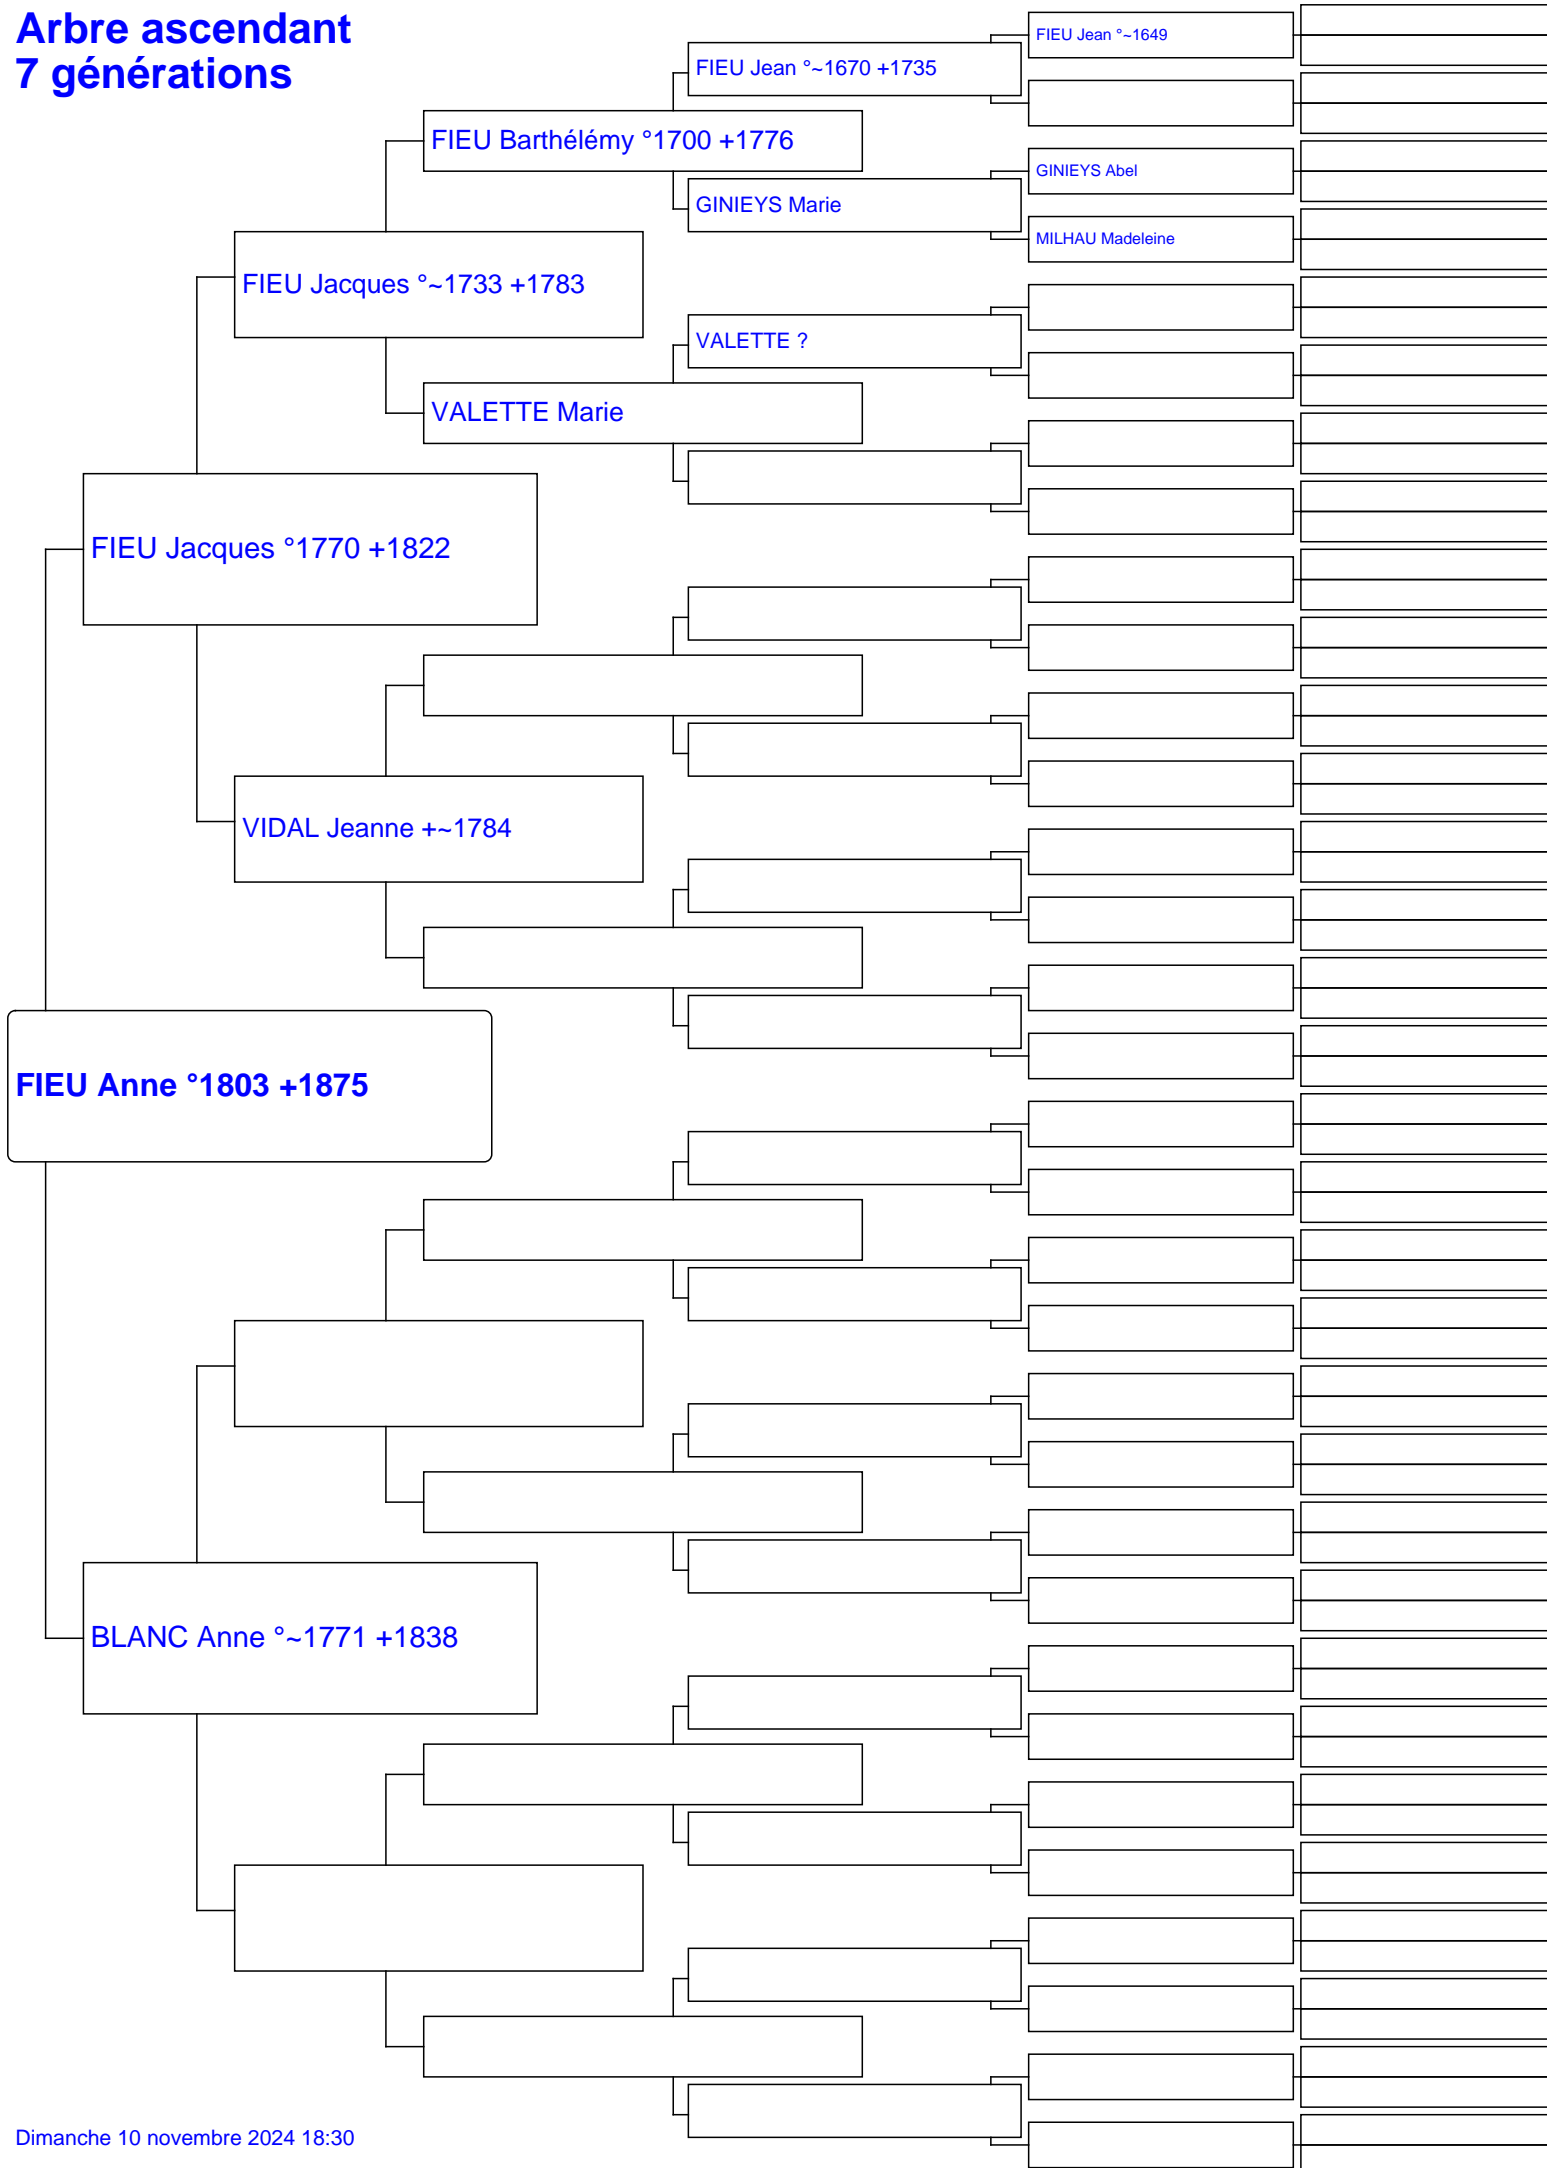 Arbre ascendant
7 générations
FIEU Jean °~1649
FIEU Jean °~1670 +1735
FIEU Barthélémy °1700 +1776
GINIEYS Abel
GINIEYS Marie
MILHAU Madeleine
FIEU Jacques °~1733 +1783
VALETTE ?
VALETTE Marie
FIEU Jacques °1770 +1822
VIDAL Jeanne +~1784
FIEU Anne °1803 +1875
BLANC Anne °~1771 +1838
Dimanche 10 novembre 2024 18:30